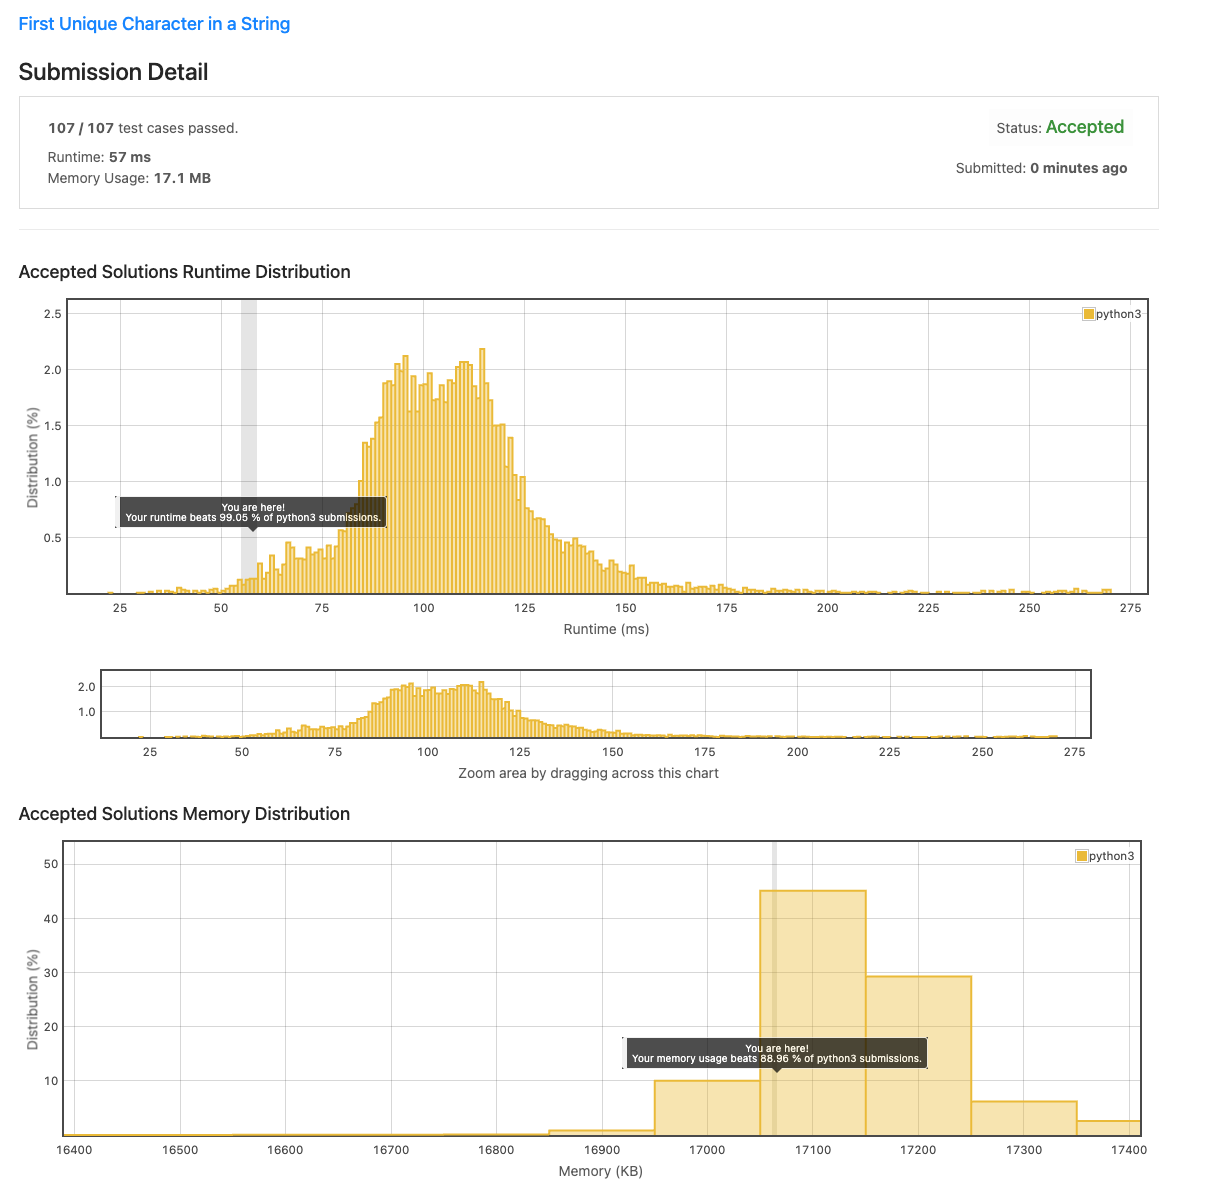 First Unique Character in a String
Submission Detail
107 / 107 test cases passed.
Status: Accepted
Runtime: 57 ms
Memory Usage: 17.1 MB
Submitted: 0 minutes ago
Accepted Solutions Runtime Distribution
python3
2.5
2.0
1.5
1.0
0.5
Distribution (%)
You are here!
Your runtime beats 99.05 % of python3 submissions.
25 50 75 100 125 150 175 200 225 250 275
Runtime (ms)
2.0
1.0
25 50 75 100 125 150 175 200 225 250 275
Zoom area by dragging across this chart
Accepted Solutions Memory Distribution
python3
50
40
30
20
10
Distribution (%)
You are here!
Your memory usage beats 88.96 % of python3 submissions.
16400 16500 16600 16700 16800 16900 17000 17100 17200 17300 17400
Memory (KB)